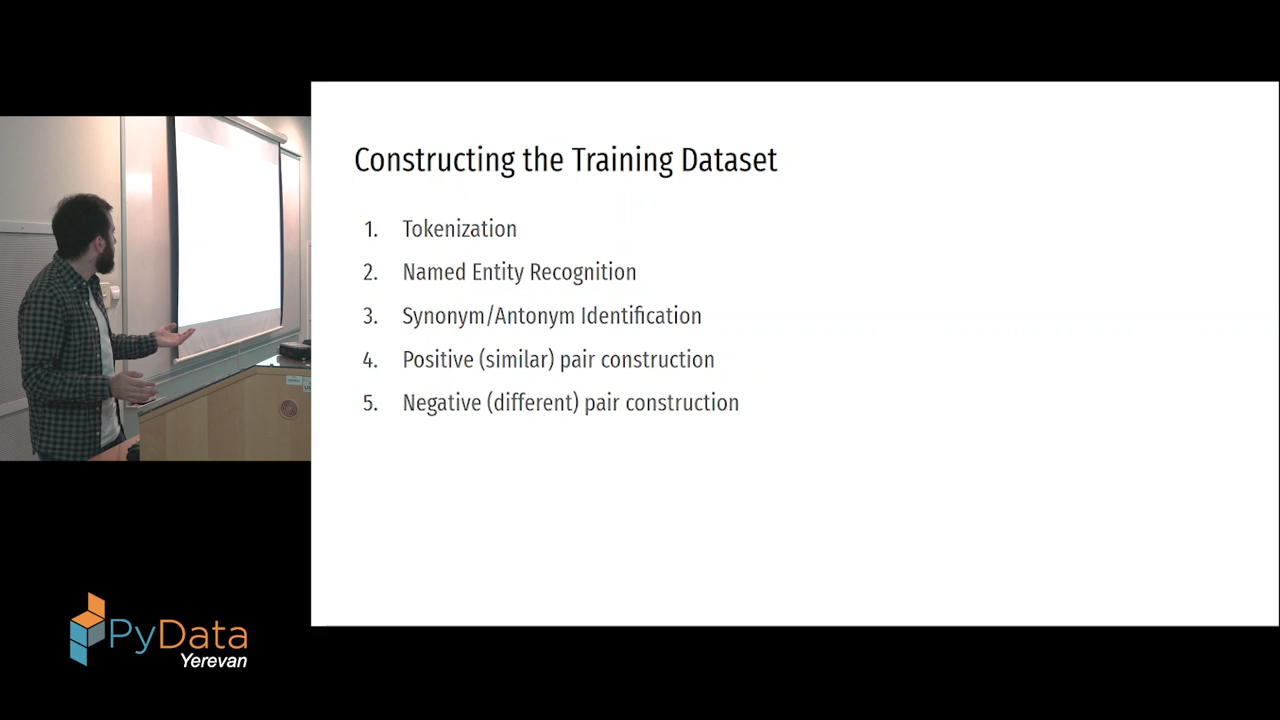 Constructing the Training Dataset
1. Tokenization
2. Named Entity Recognition
3. Synonym/Antonym Identification
4. Positive (similar) pair construction
5. Negative (different) pair construction
PyData
Yerevan